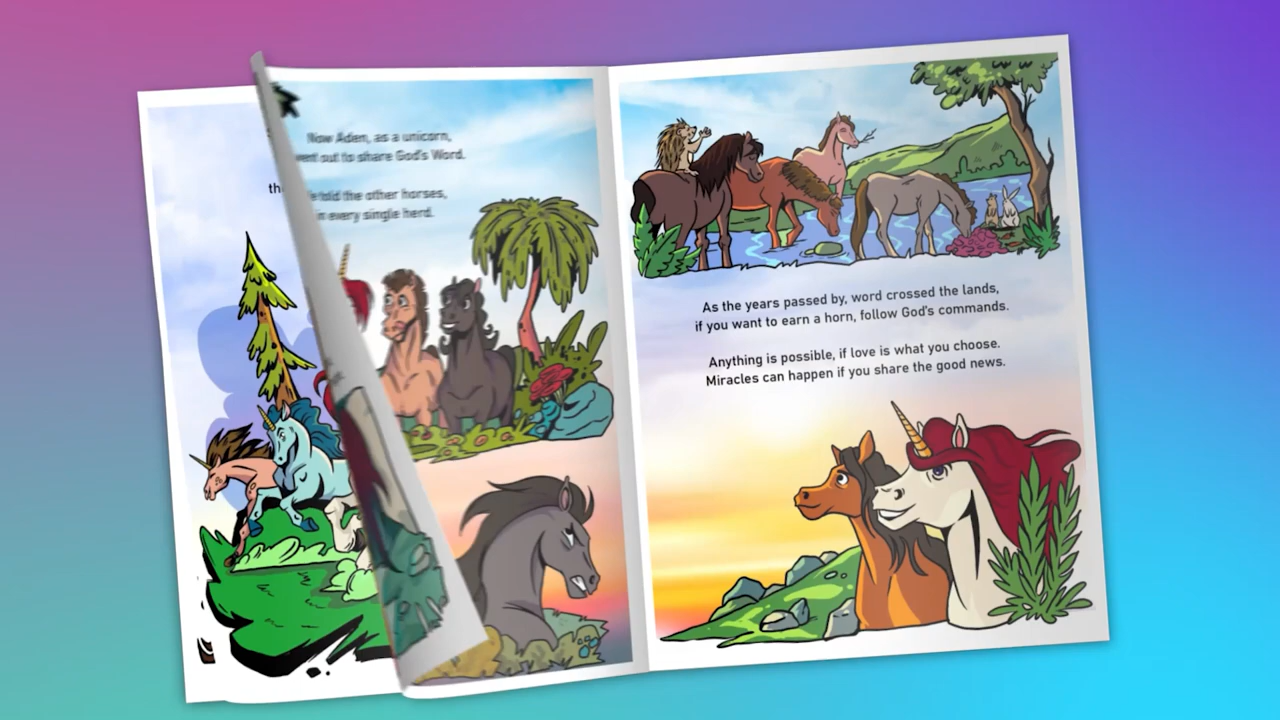 th
Now Aden, as a unicorn,
went out to share God's Word.
told the other horses,
in every single herd.
As the years passed by, word crossed the lands,
if you want to earn a horn, follow God's commands.
Anything is possible, if love is what you choose.
Miracles can happen if you share the good news.